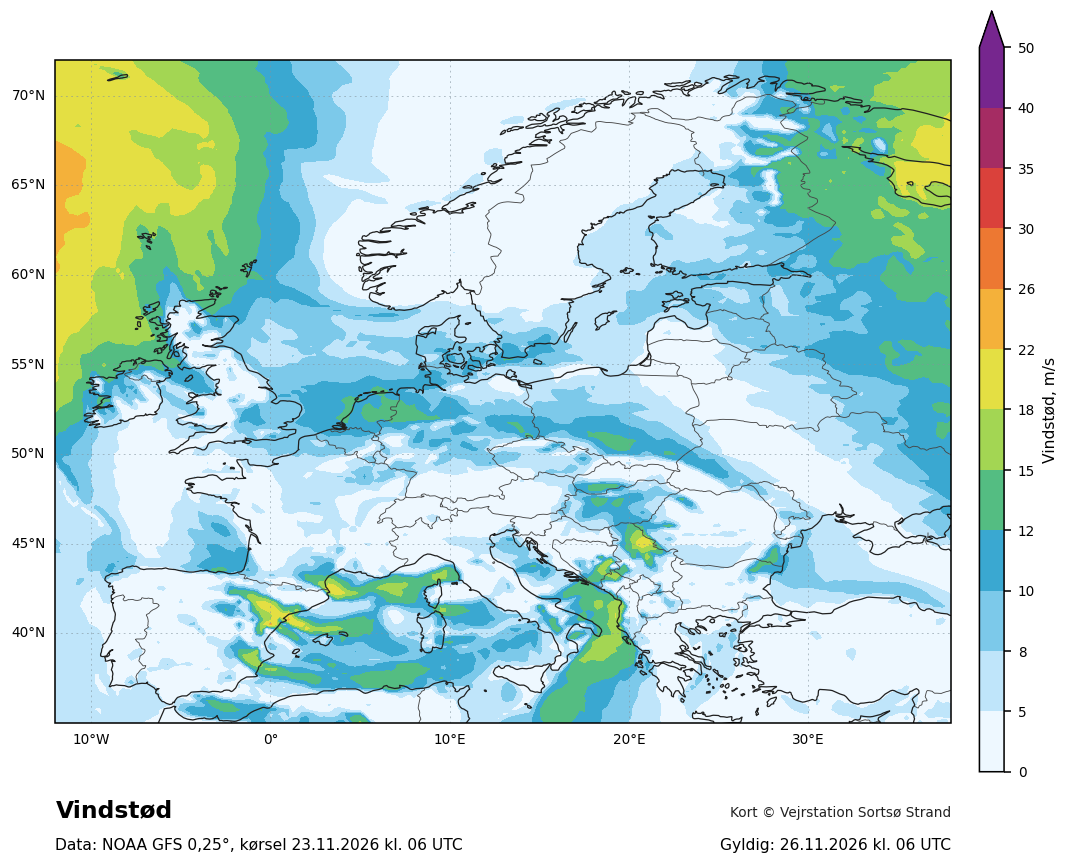 50
40
35
30
26
22
18
15
12
10
8
5
0
Vindstød, m/s
70°N
65°N
60°N
55°N
50°N
45°N
40°N
10°W
0°
10°E
20°E
30°E
Vindstød
Kort © Vejrstation Sortsø Strand
Data: NOAA GFS 0,25°, kørsel 23.11.2026 kl. 06 UTC
Gyldig: 26.11.2026 kl. 06 UTC